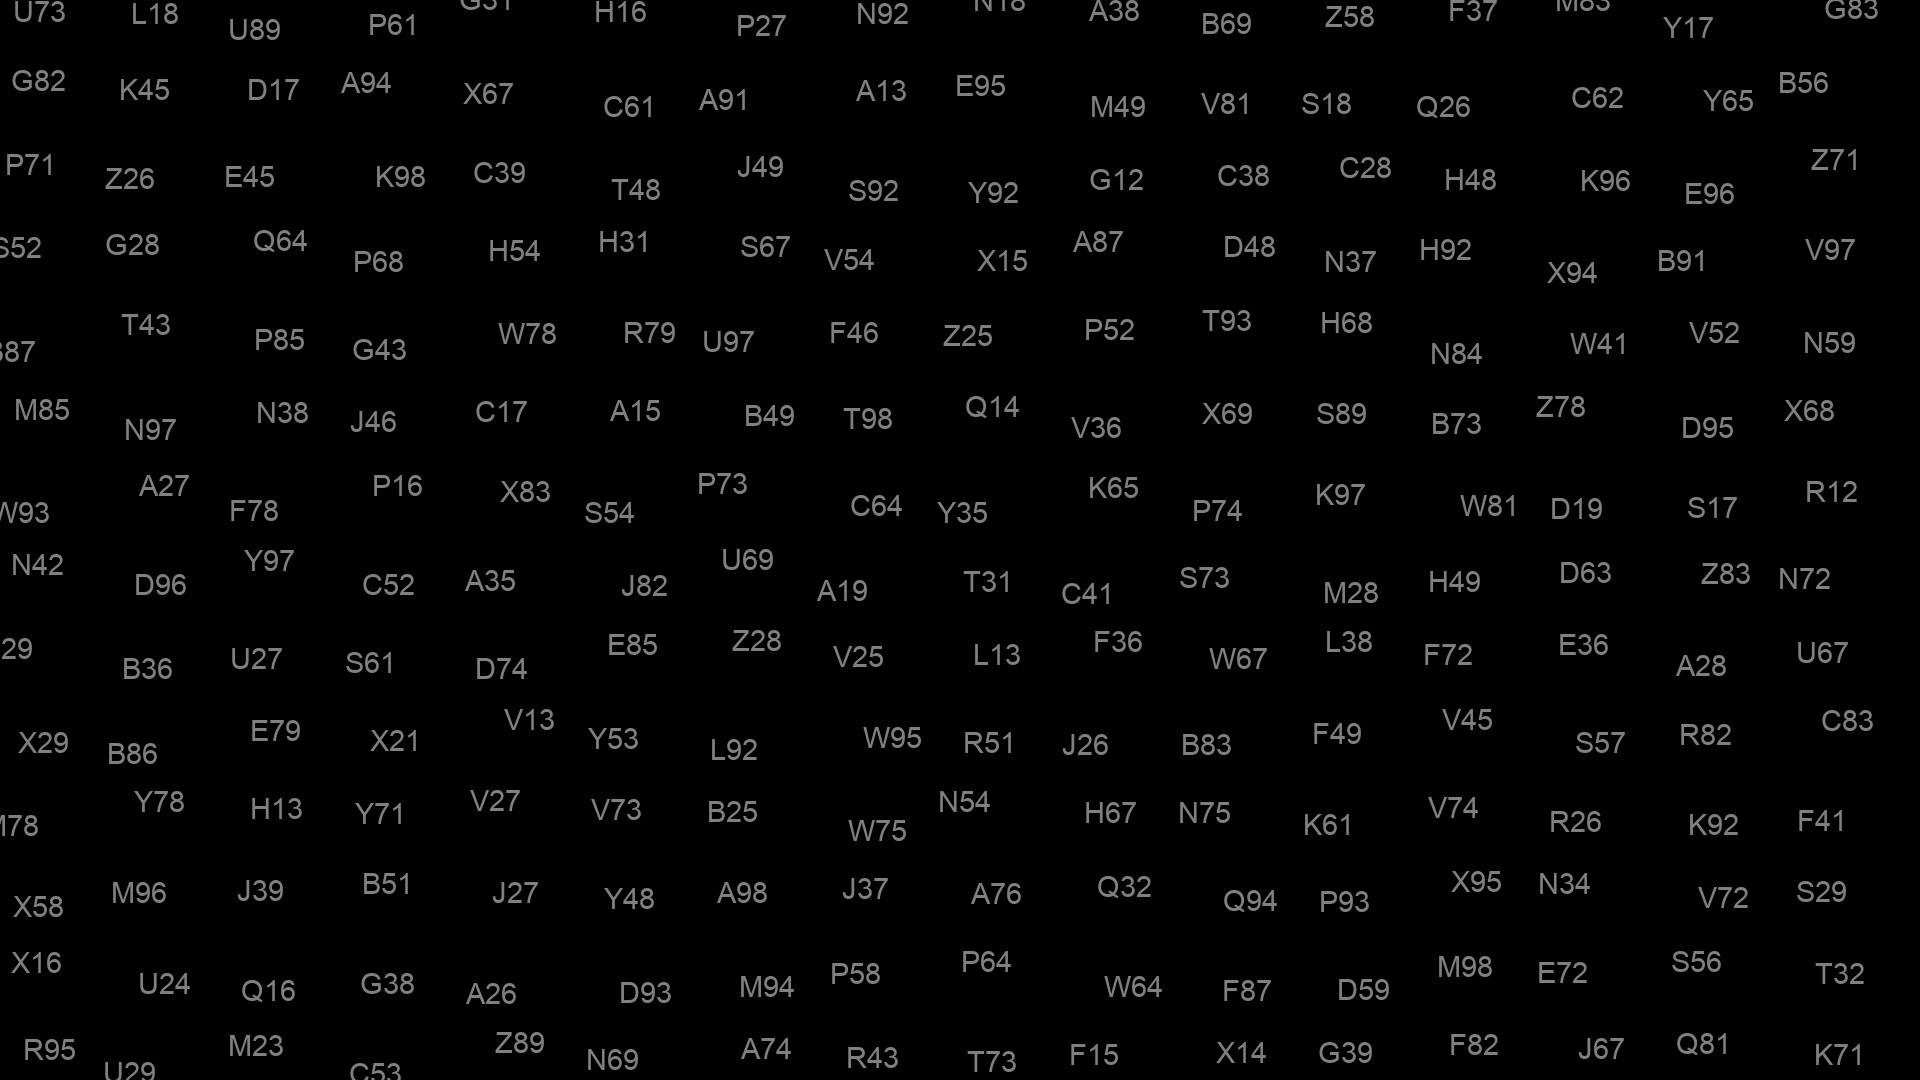 U73 L18 U89 P61 G31 H16 P27 N92 N18 A38 B69 Z58 F37 M83 Y17 G83
G82 K45 D17 A94 X67 C61 A91 A13 E95 M49 V81 S18 Q26 C62 Y65 B56
P71 Z26 E45 K98 C39 T48 J49 S92 Y92 G12 C38 C28 H48 K96 E96 Z71
S52 G28 Q64 P68 H54 H31 S67 V54 X15 A87 D48 N37 H92 X94 B91 V97
T43 P85 G43 W78 R79 U97 F46 Z25 P52 T93 H68 N84 W41 V52 N59
M85 N97 N38 J46 C17 A15 B49 T98 Q14 V36 X69 S89 B73 Z78 D95 X68
W93 A27 F78 P16 X83 S54 P73 C64 Y35 K65 P74 K97 W81 D19 S17 R12
N42 D96 Y97 C52 A35 J82 U69 A19 T31 C41 S73 M28 H49 D63 Z83 N72
29 B36 U27 S61 D74 E85 Z28 V25 L13 F36 W67 L38 F72 E36 A28 U67
X29 B86 E79 X21 V13 Y53 L92 W95 R51 J26 B83 F49 V45 S57 R82 C83
78 Y78 H13 Y71 V27 V73 B25 W75 N54 H67 N75 K61 V74 R26 K92 F41
X58 M96 J39 B51 J27 Y48 A98 J37 A76 Q32 Q94 P93 X95 N34 V72 S29
X16 U24 Q16 G38 A26 D93 M94 P58 P64 W64 F87 D59 M98 E72 S56 T32
R95 U29 M23 C53 Z89 N69 A74 R43 T73 F15 X14 G39 F82 J67 Q81 K71